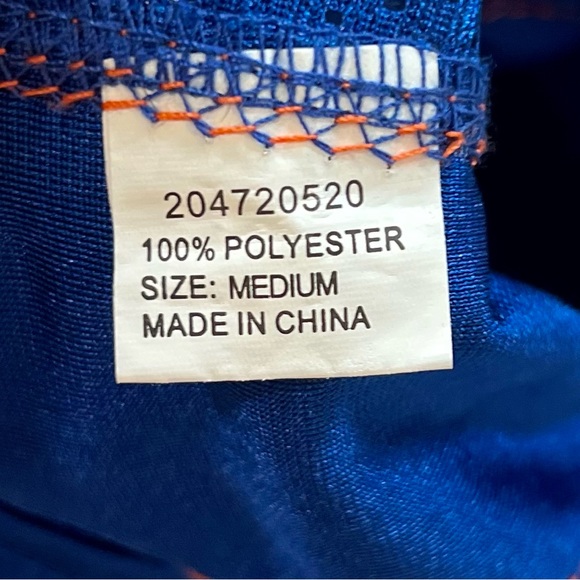 204720520
100% POLYESTER
SIZE: MEDIUM
MADE IN CHINA